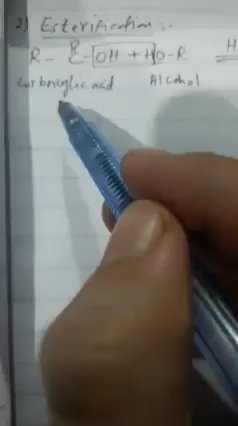 2) Esterification :-
R - C - OH + HO - R H
Carboxylic acid Alcohol